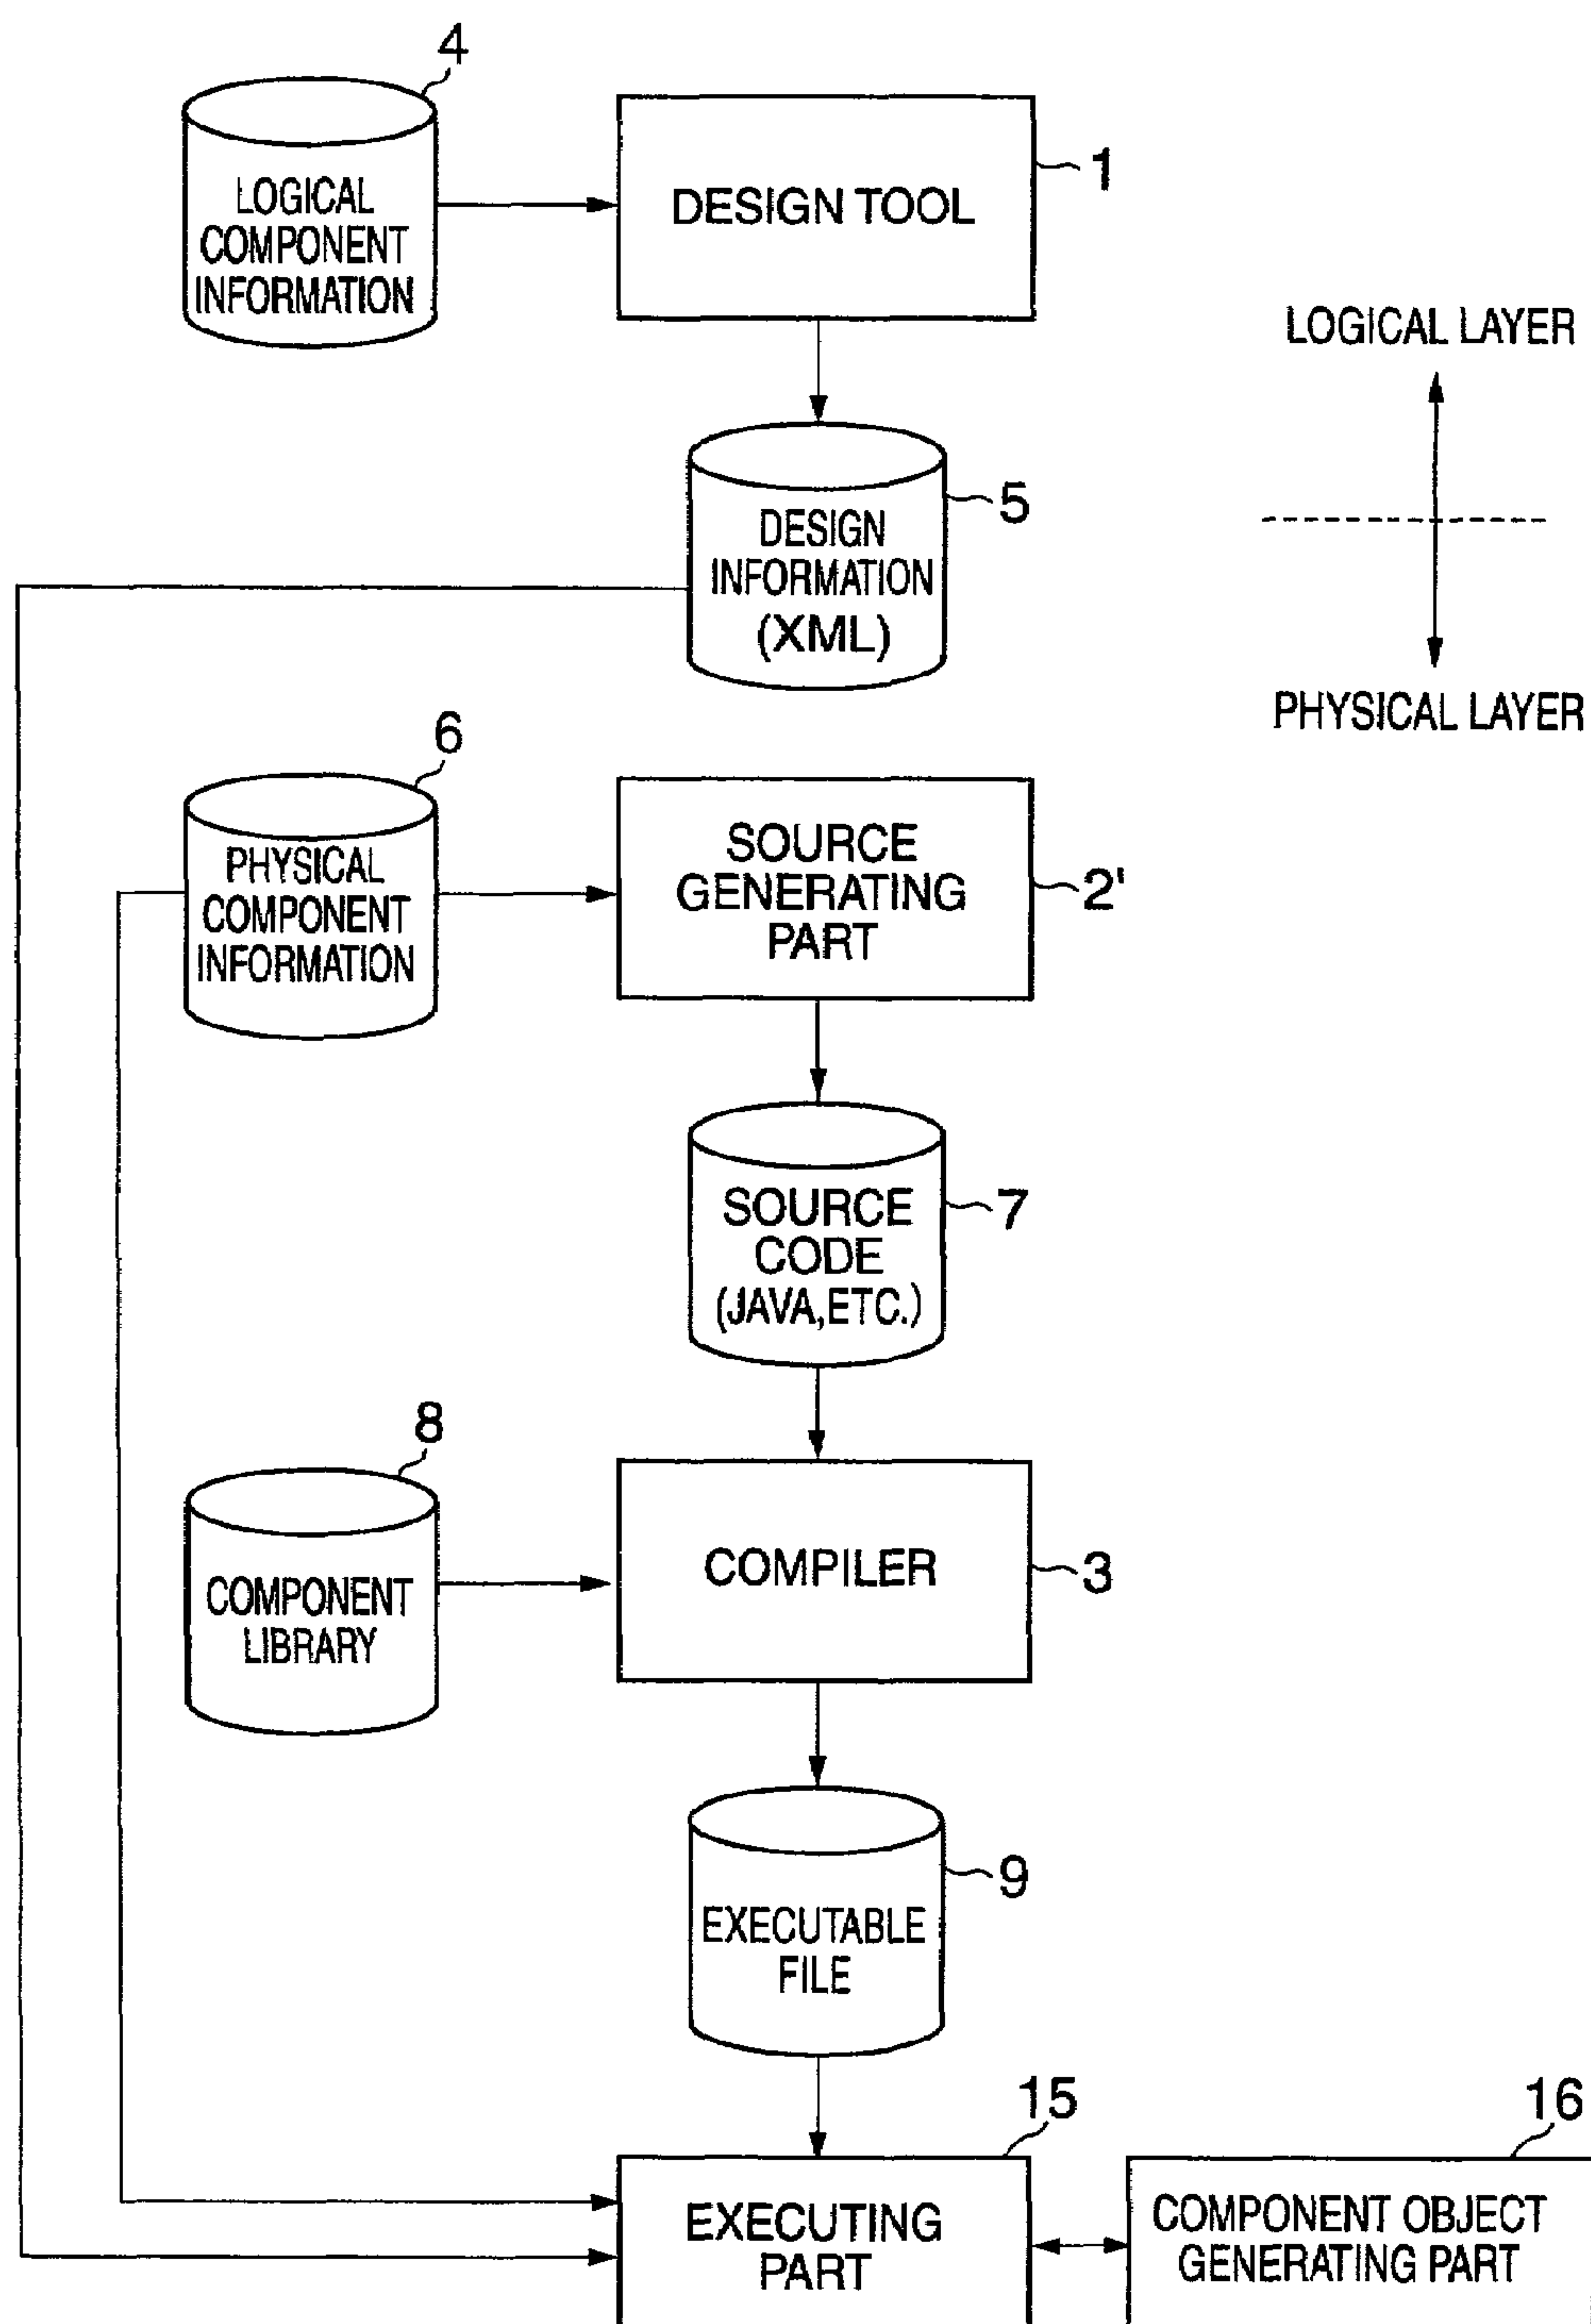 4
1
LOGICAL
COMPONENT
INFORMATION
DESIGN TOOL
LOGICAL LAYER
5
DESIGN
INFORMATION
(XML)
PHYSICAL LAYER
6
PHYSICAL
COMPONENT
INFORMATION
SOURCE
GENERATING
PART
2'
SOURCE
CODE
(JAVA,ETC.)
7
8
COMPONENT
LIBRARY
COMPILER
3
9
EXECUTABLE
FILE
15
16
EXECUTING
PART
COMPONENT OBJECT
GENERATING PART